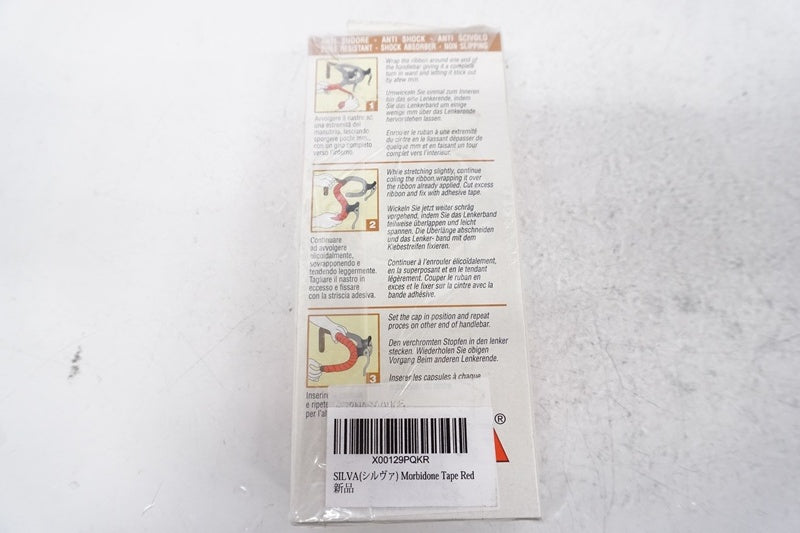 SUDORE - ANTI SHOCK - ANTI SCIVOLO
RESISTANT - SHOCK ABSORBER - NON SLIPPING
Wrap the ribbon around one end of
the handlebar giving it a complete
turn in ward and letting it stick out
by afew mm.
Umwickeln Sie einmal zum Inneren
hin das eine Lenkerende, indem
Sie das Lenkerband um einige
wenige mm über das Lenkerende
hervorstehen lassen.
Enrouler le ruban à une extrémité
du cintre en le laissant dépasser de
quelque mm et en faisant un tour
complet vers l'interieur.
1
Avvolgere il nastro ad
una estremità del
manubrio, lasciando
sporgere poche mm.
con un giro completo
verso l'interno.
While stretching slightly, continue
coiling the ribbon, wrapping it over
the ribbon already applied. Cut excess
ribbon and fix with adhesive tape.
Wickeln Sie jetzt weiter schräg
vorgehend, indem Sie das Lenkerband
teilweise überlappen und leicht
spannen. Die Überlänge abschneiden
und das Lenker- band mit dem
Klebestreifen fixieren.
Continuer à l'enrouler élicoïdalement,
en la superposant et en le tendant
légèrement. Couper le ruban en
exces et le fixer sur la cintre avec la
bande adhésive.
2
Continuare
ad avvolgere
elicoidalmente,
sovrapponendo e
tendendo leggermente.
Tagliare il nastro in
eccesso e fissare
con la striscia adesiva.
Set the cap in position and repeat
proces on other end of handlebar.
Den verchromten Stopfen in den lenker
stecken. Wiederholen Sie obigen
Vorgang Beim anderen Lenkerende.
Inserer les capsules à chaque
3
e ripete
per l'al
®
X00129PQKR
SILVA(シルヴァ) Morbidone Tape Red
新品